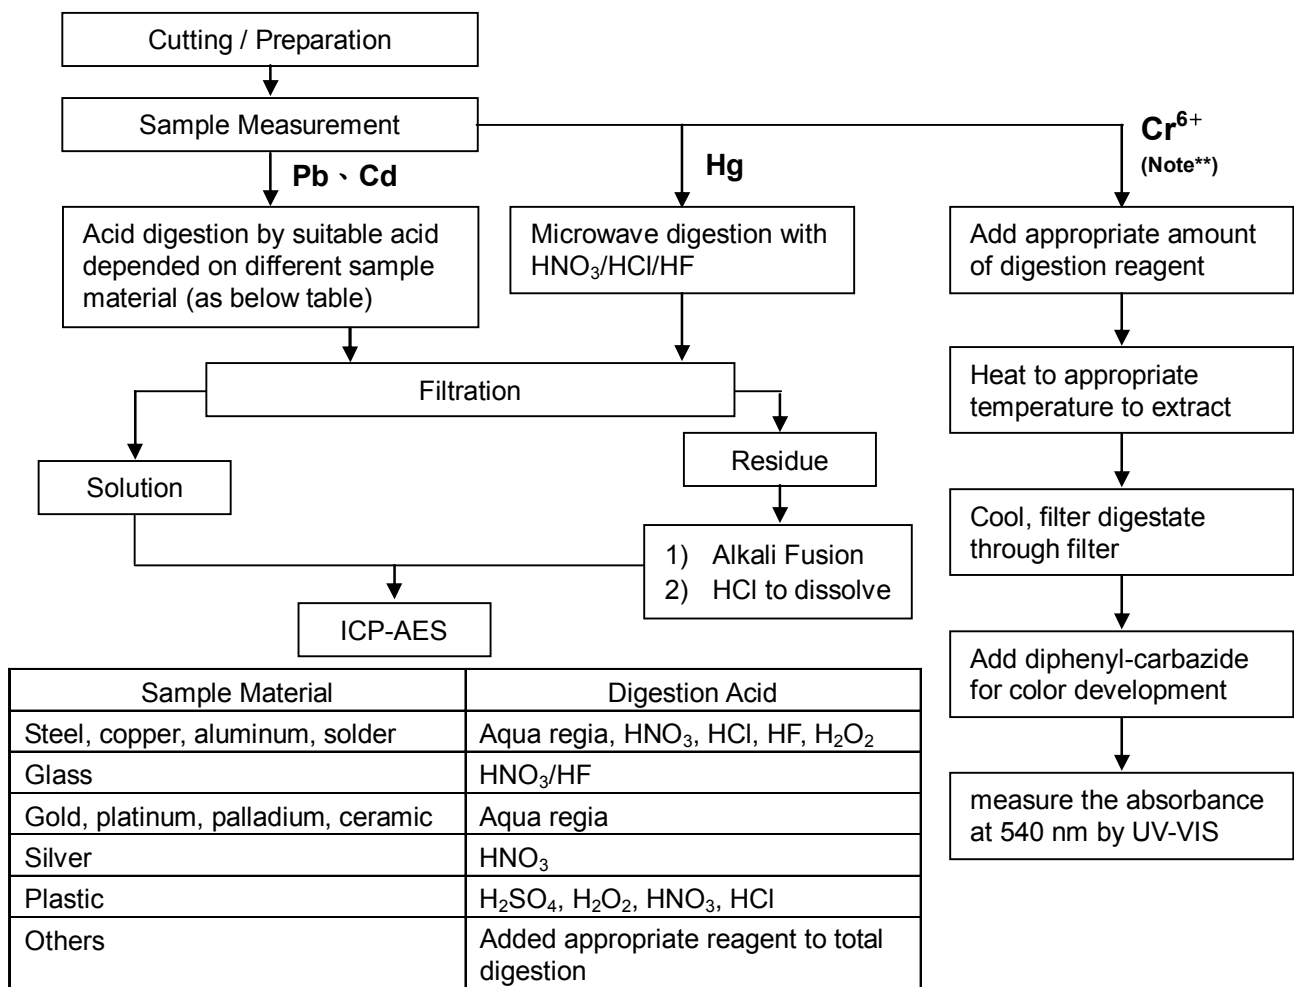 Cutting / Preparation
Sample Measurement
Pb、Cd
Hg
Cr⁶⁺
(Note**)
Acid digestion by suitable acid
depended on different sample
material (as below table)
Microwave digestion with
HNO₃/HCl/HF
Add appropriate amount
of digestion reagent
Filtration
Heat to appropriate
temperature to extract
Solution
Residue
Cool, filter digestate
through filter
1) Alkali Fusion
2) HCl to dissolve
ICP-AES
Add diphenyl-carbazide
for color development
measure the absorbance
at 540 nm by UV-VIS
Sample Material Digestion Acid
Steel, copper, aluminum, solder Aqua regia, HNO₃, HCl, HF, H₂O₂
Glass HNO₃/HF
Gold, platinum, palladium, ceramic Aqua regia
Silver HNO₃
Plastic H₂SO₄, H₂O₂, HNO₃, HCl
Others Added appropriate reagent to total
digestion